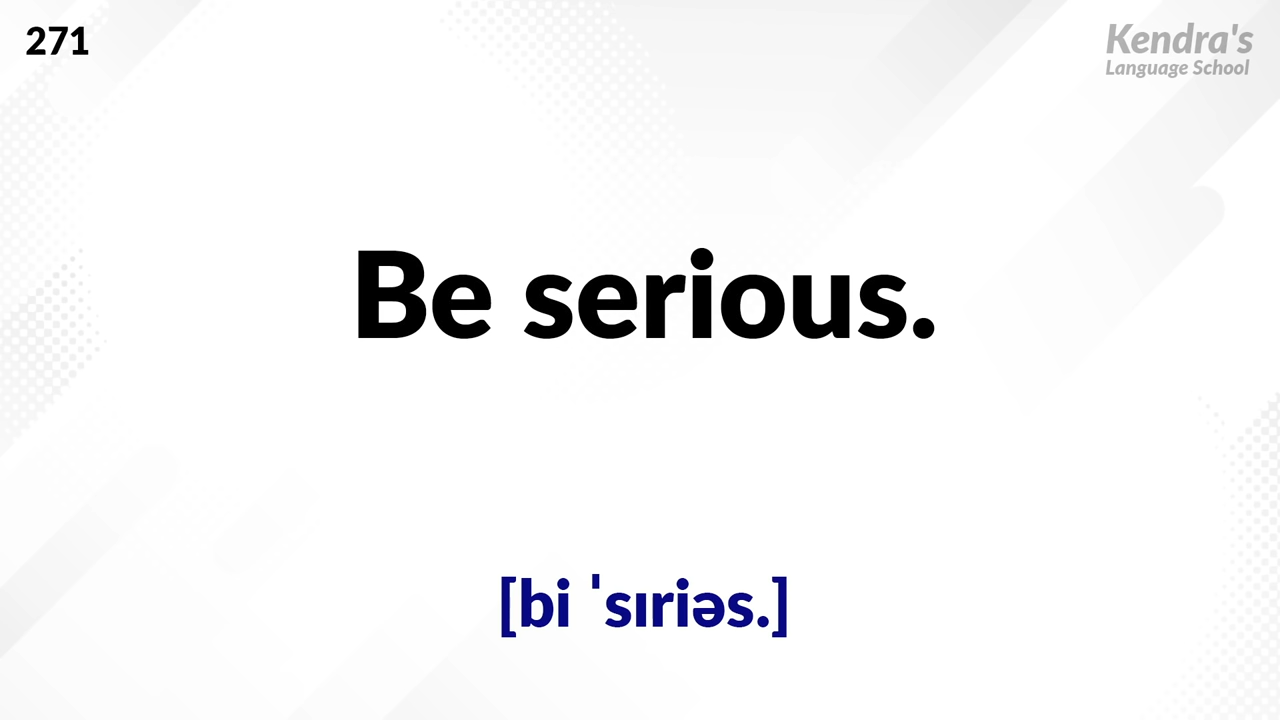 271
Kendra's
Language School
Be serious.
[bi ˈsɪriəs.]